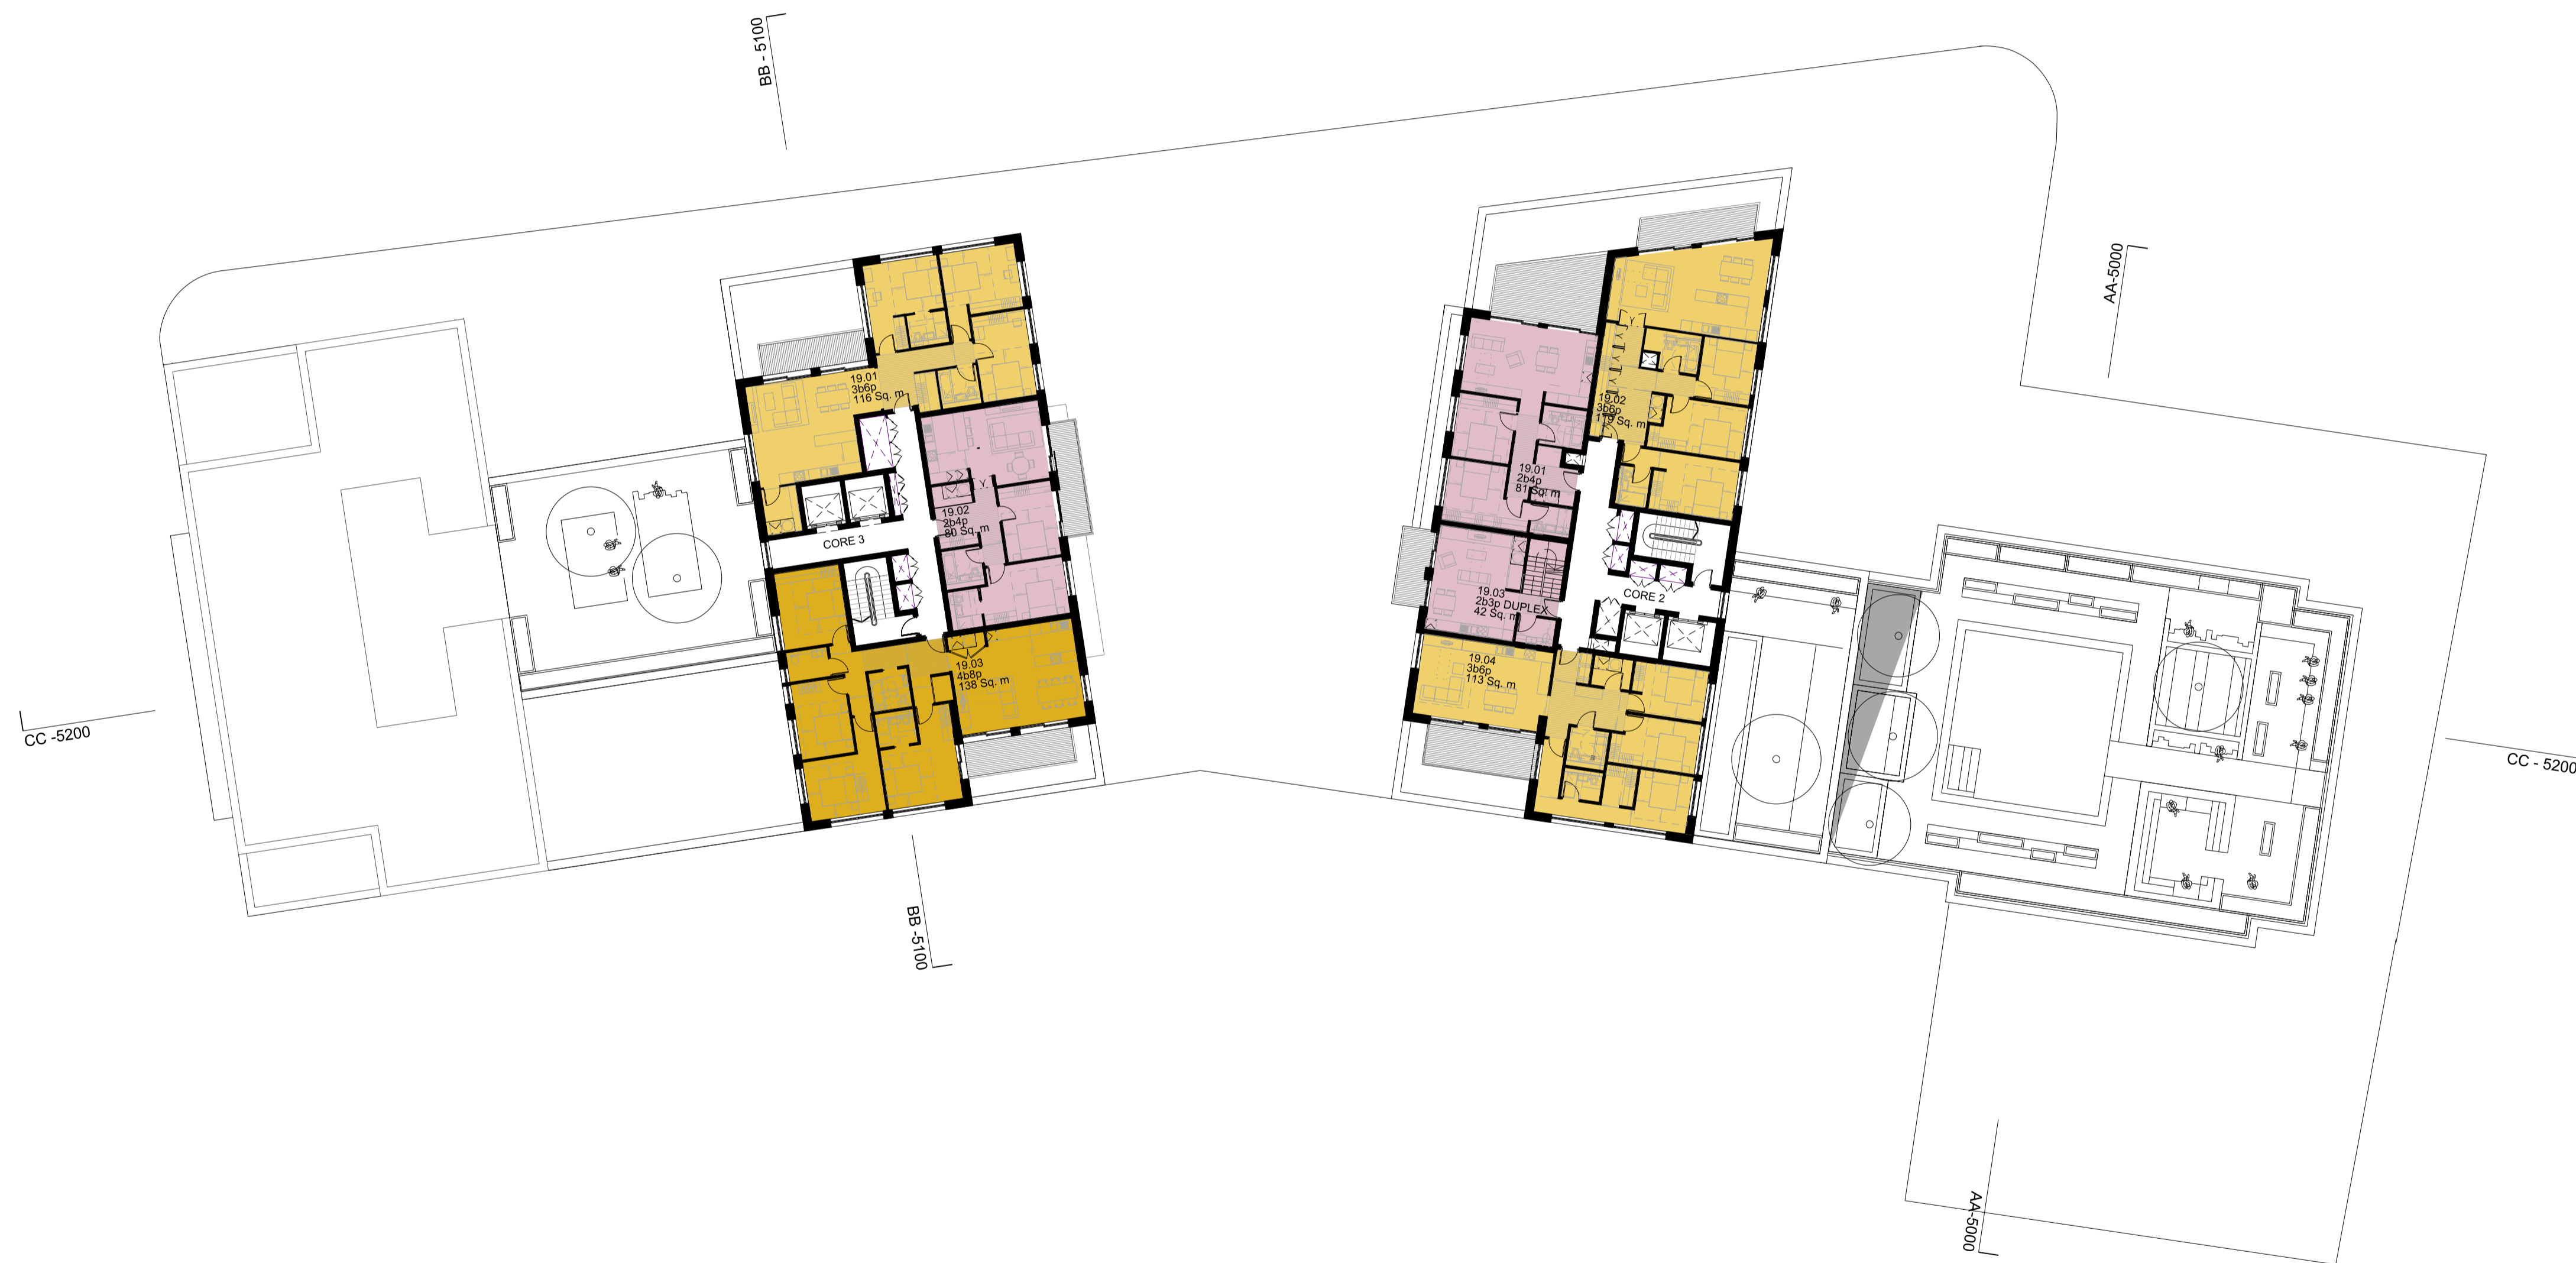 BB - 5100
AA-5000
19.01
3b6p
116 Sq. m
19.02
3b6p
119 Sq. m
19.01
2b4p
81 Sq. m
19.02
2b4p
80 Sq. m
CORE 3
19.03
2b3p DUPLEX
42 Sq. m
CORE 2
19.03
4b8p
138 Sq. m
19.04
3b6p
113 Sq. m
CC -5200
CC - 5200
BB -5100
AA-5000